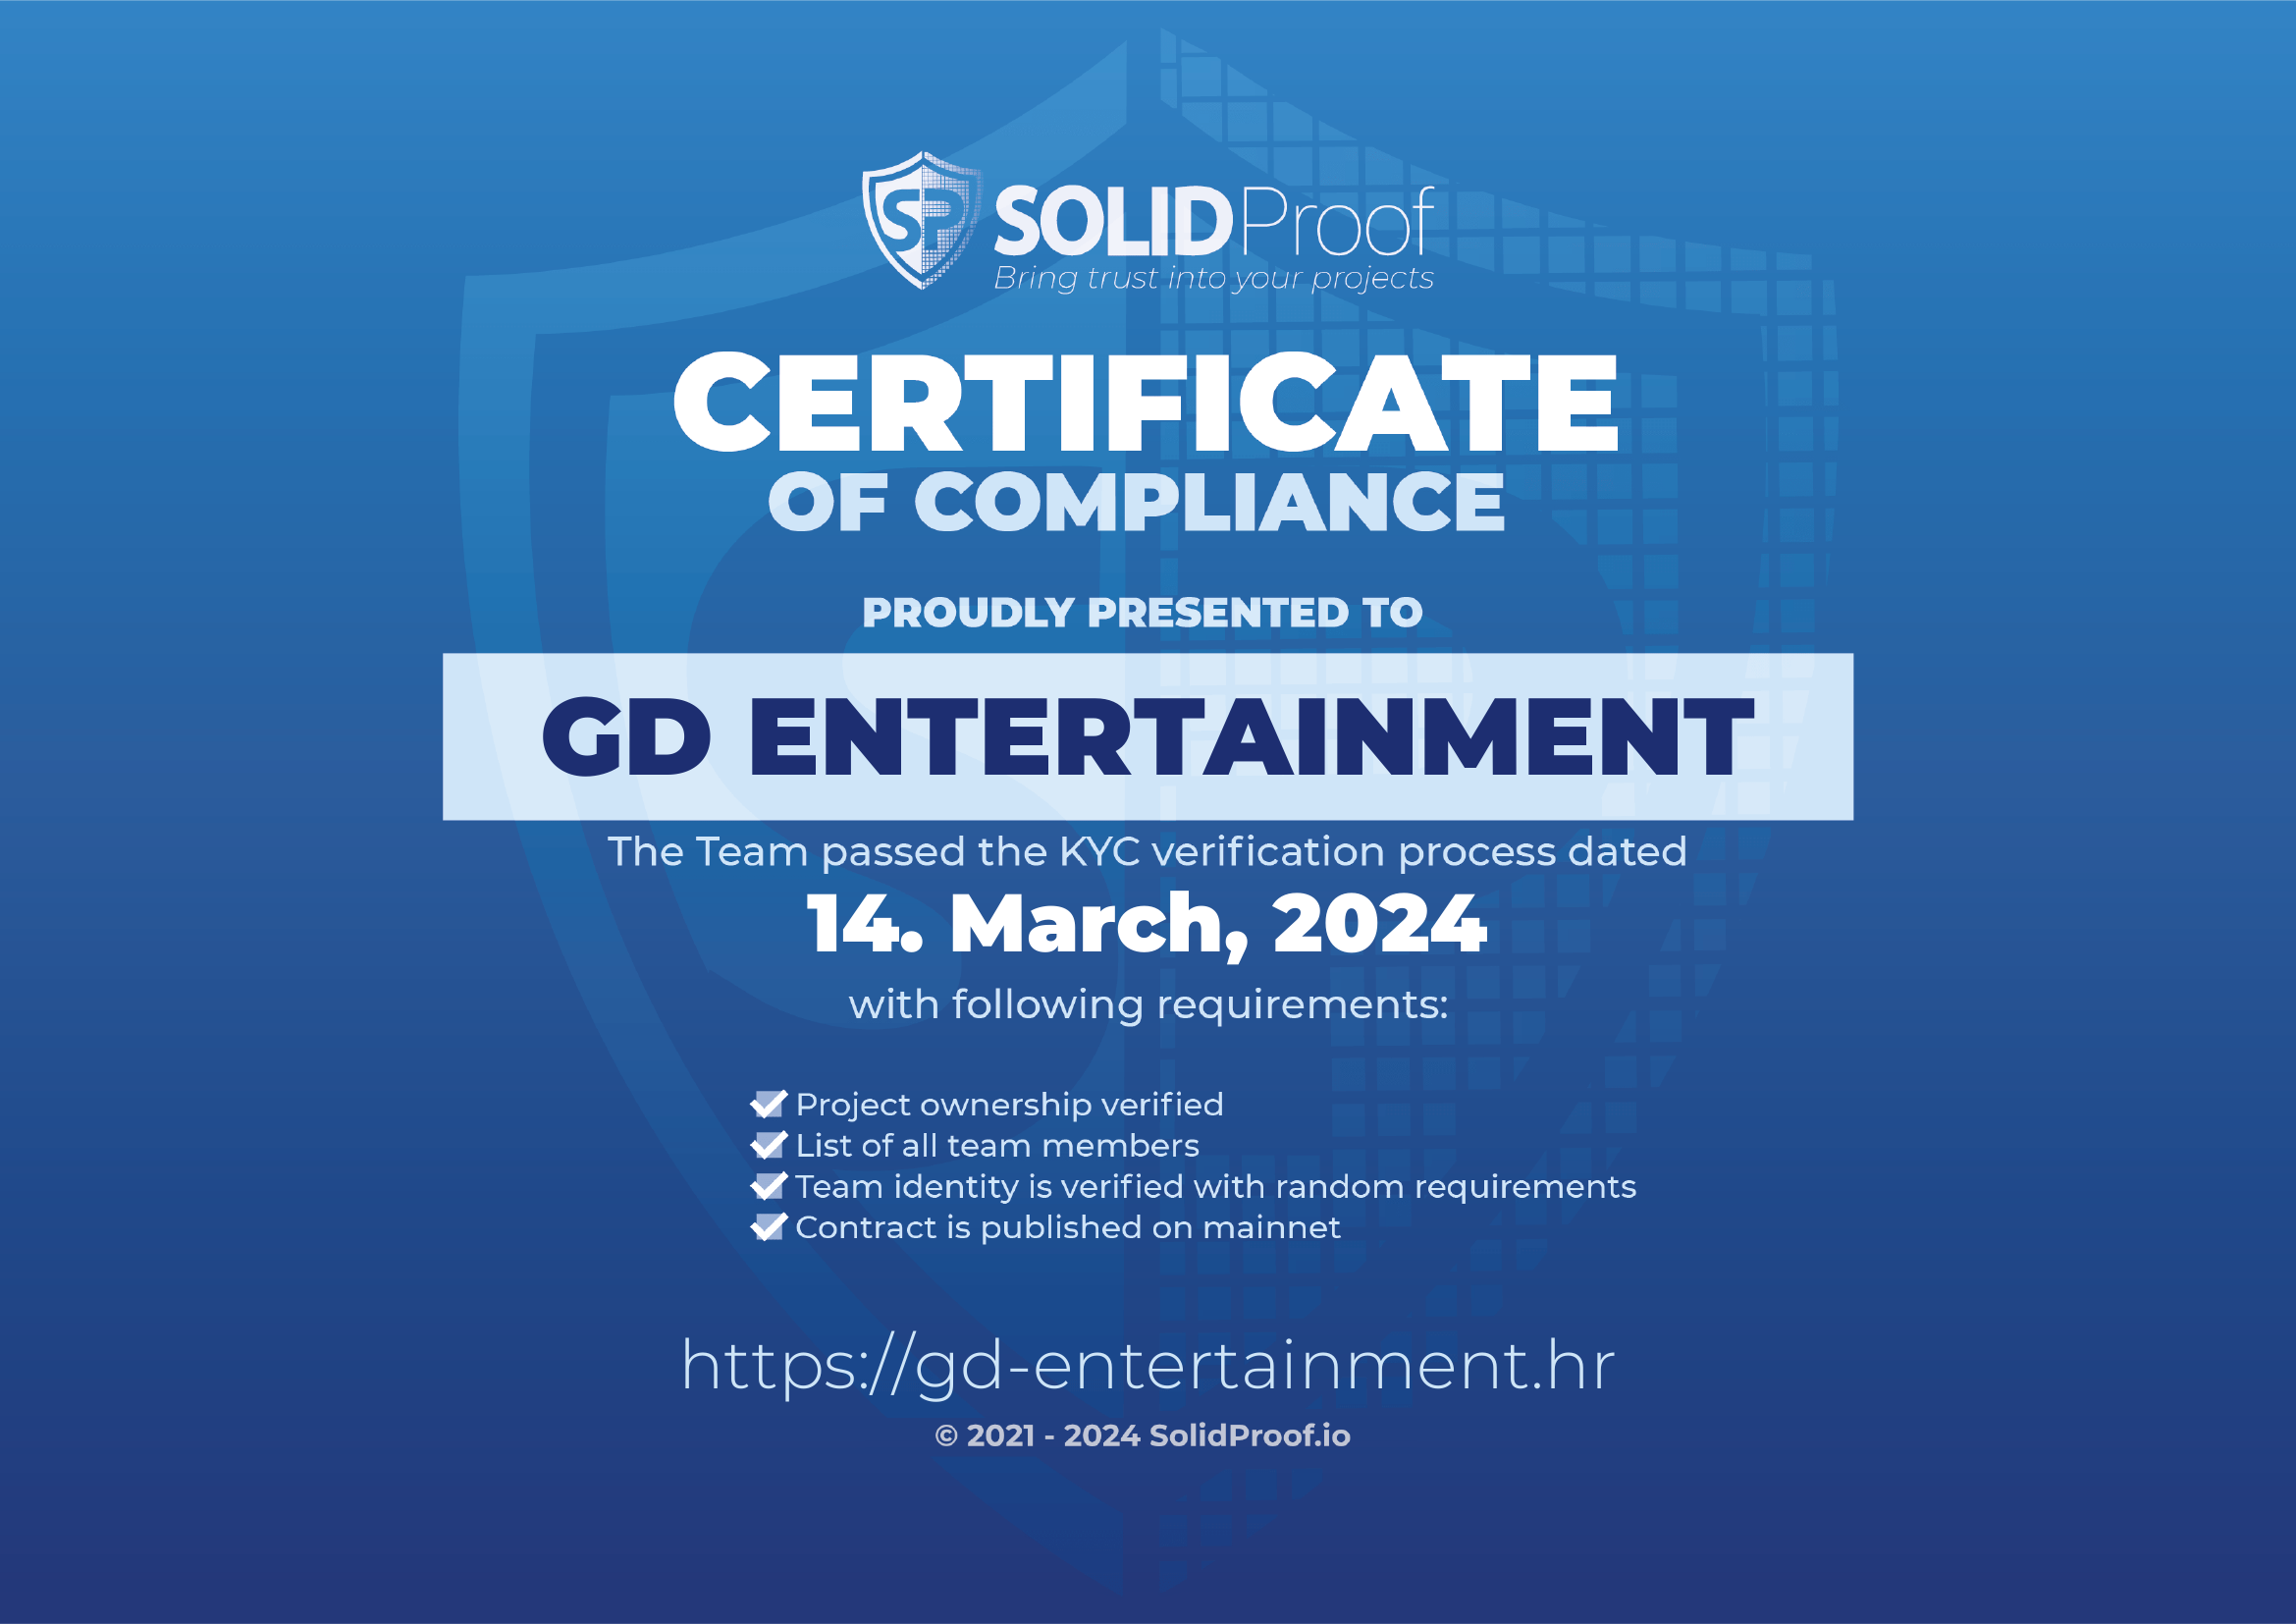 SP SOLIDProof
Bring trust into your projects
CERTIFICATE
OF COMPLIANCE
PROUDLY PRESENTED TO
GD ENTERTAINMENT
The Team passed the KYC verification process dated
14. March, 2024
with following requirements:
Project ownership verified
List of all team members
Team identity is verified with random requirements
Contract is published on mainnet
https://gd-entertainment.hr
© 2021 - 2024 SolidProof.io